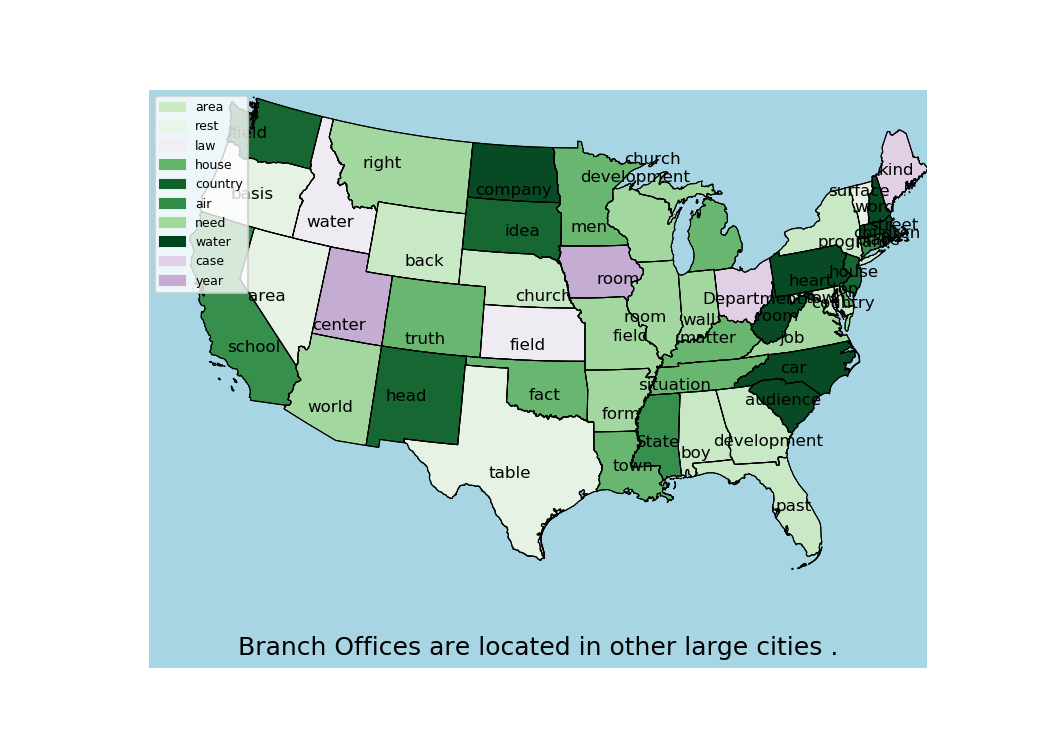 area
rest
law
house
country
air
need
water
case
year
field
basis
right
water
company
church
development
kind
surface
word
street
children
men
idea
back
program
house
heart
room
church
area
Department
country
center
room
wall
room
field
job
school
truth
field
matter
car
situation
head
fact
audience
world
form
State
boy
development
town
table
past
Branch Offices are located in other large cities .